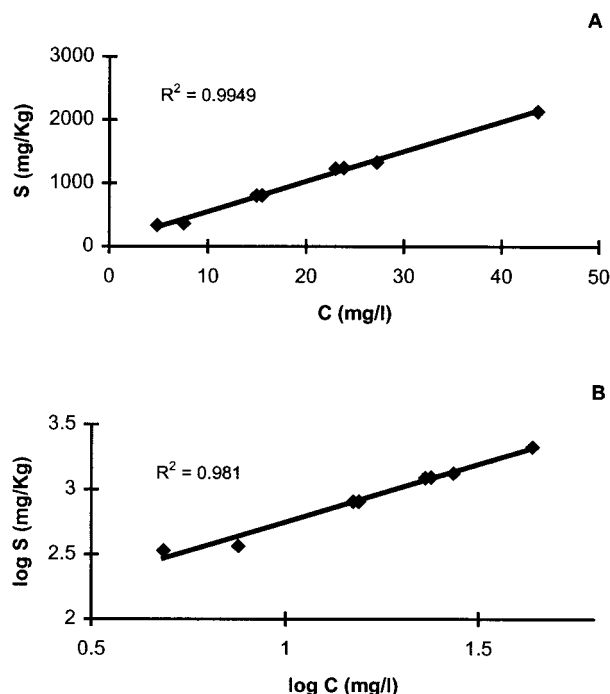 A
3000
2000
1000
0
S (mg/Kg)
R² = 0.9949
0 10 20 30 40 50
C (mg/l)
B
3.5
3
2.5
2
log S (mg/Kg)
R² = 0.981
0.5 1 1.5
log C (mg/l)